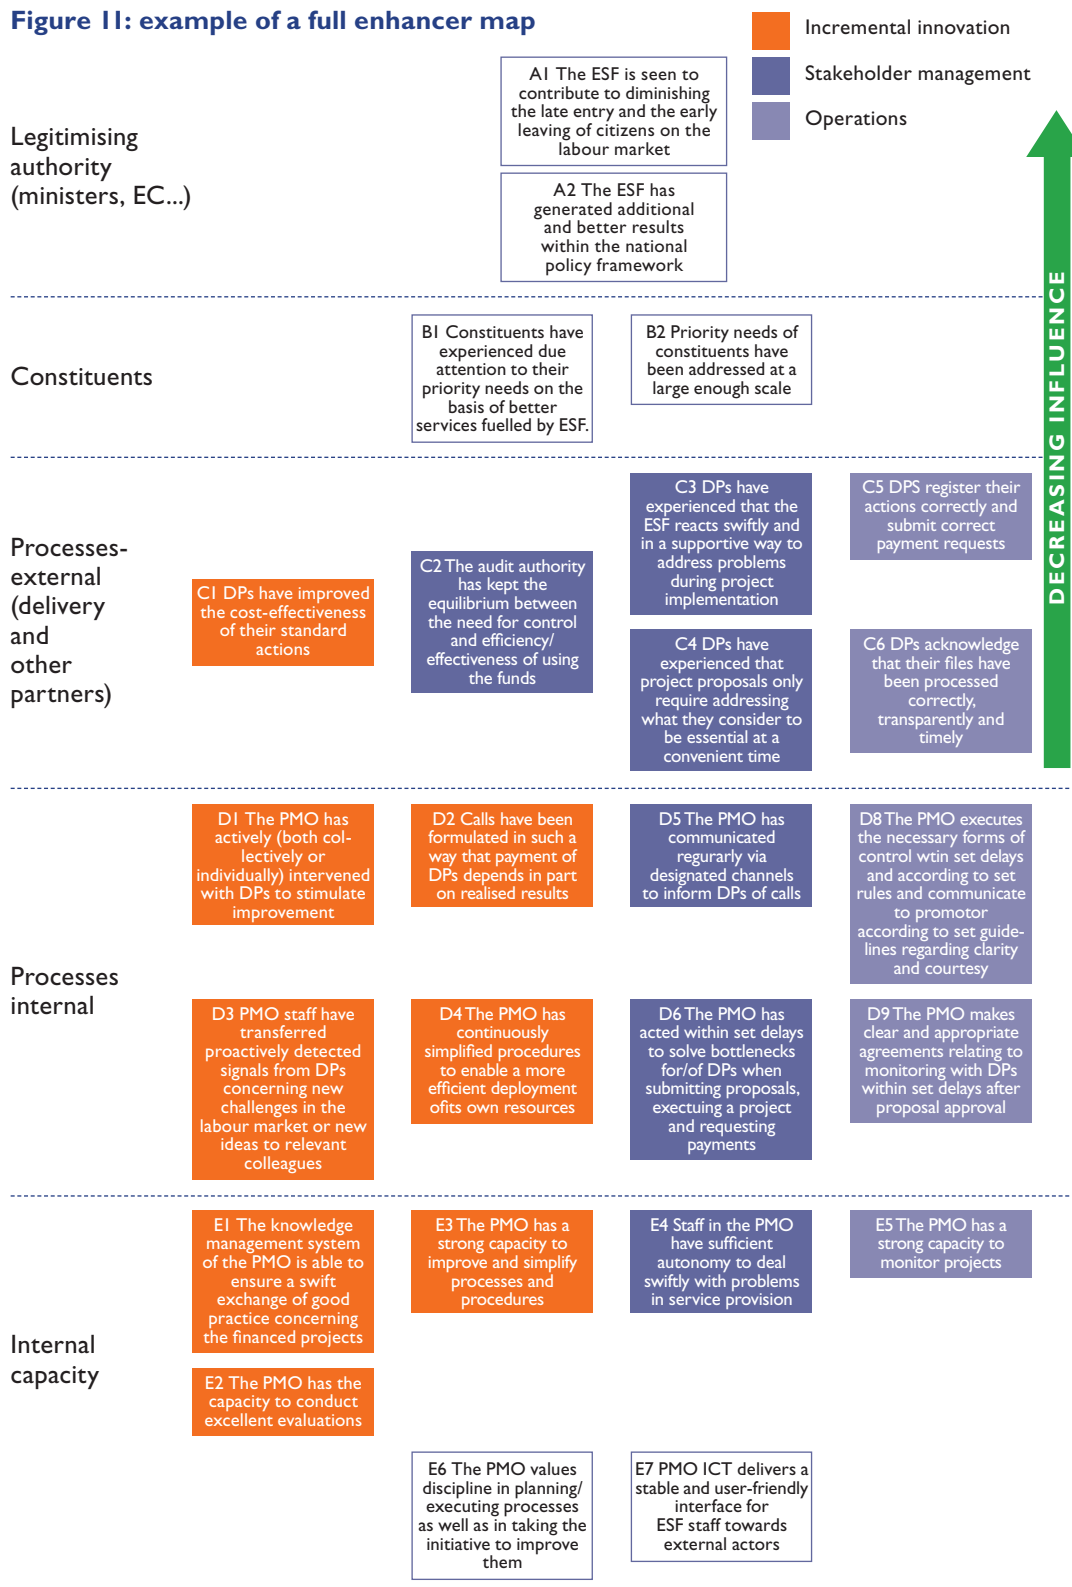 Figure 11: example of a full enhancer map
Incremental innovation
Stakeholder management
Operations
Legitimising
authority
(ministers, EC...)
A1 The ESF is seen to
contribute to diminishing
the late entry and the early
leaving of citizens on the
labour market
A2 The ESF has
generated additional
and better results
within the national
policy framework
DECREASING INFLUENCE
Constituents
B1 Constituents have
experienced due
attention to their
priority needs on the
basis of better
services fuelled by ESF.
B2 Priority needs of
constituents have
been addressed at a
large enough scale
Processes-
external
(delivery
and
other
partners)
C1 DPs have improved
the cost-effectiveness
of their standard
actions
C2 The audit authority
has kept the
equilibrium between
the need for control
and efficiency/
effectiveness of using
the funds
C3 DPs have
experienced that the
ESF reacts swiftly and
in a supportive way to
address problems
during project
implementation
C4 DPs have
experienced that
project proposals only
require addressing
what they consider to
be essential at a
convenient time
C5 DPS register their
actions correctly and
submit correct
payment requests
C6 DPs acknowledge
that their files have
been processed
correctly,
transparently and
timely
Processes
internal
D1 The PMO has
actively (both col-
lectively or
individually) intervened
with DPs to stimulate
improvement
D2 Calls have been
formulated in such a
way that payment of
DPs depends in part
on realised results
D5 The PMO has
communicated
regurarly via
designated channels
to inform DPs of calls
D8 The PMO executes
the necessary forms of
control wtin set delays
and according to set
rules and communicate
to promotor
according to set guide-
lines regarding clarity
and courtesy
D3 PMO staff have
transferred
proactively detected
signals from DPs
concerning new
challenges in the
labour market or new
ideas to relevant
colleagues
D4 The PMO has
continuously
simplified procedures
to enable a more
efficient deployment
ofits own resources
D6 The PMO has
acted within set delays
to solve bottlenecks
for/of DPs when
submitting proposals,
exectuing a project
and requesting
payments
D9 The PMO makes
clear and appropriate
agreements relating to
monitoring with DPs
within set delays after
proposal approval
Internal
capacity
E1 The knowledge
management system
of the PMO is able to
ensure a swift
exchange of good
practice concerning
the financed projects
E2 The PMO has the
capacity to conduct
excellent evaluations
E3 The PMO has a
strong capacity to
improve and simplify
processes and
procedures
E4 Staff in the PMO
have sufficient
autonomy to deal
swiftly with problems
in service provision
E5 The PMO has a
strong capacity to
monitor projects
E6 The PMO values
discipline in planning/
executing processes
as well as in taking the
initiative to improve
them
E7 PMO ICT delivers a
stable and user-friendly
interface for
ESF staff towards
external actors